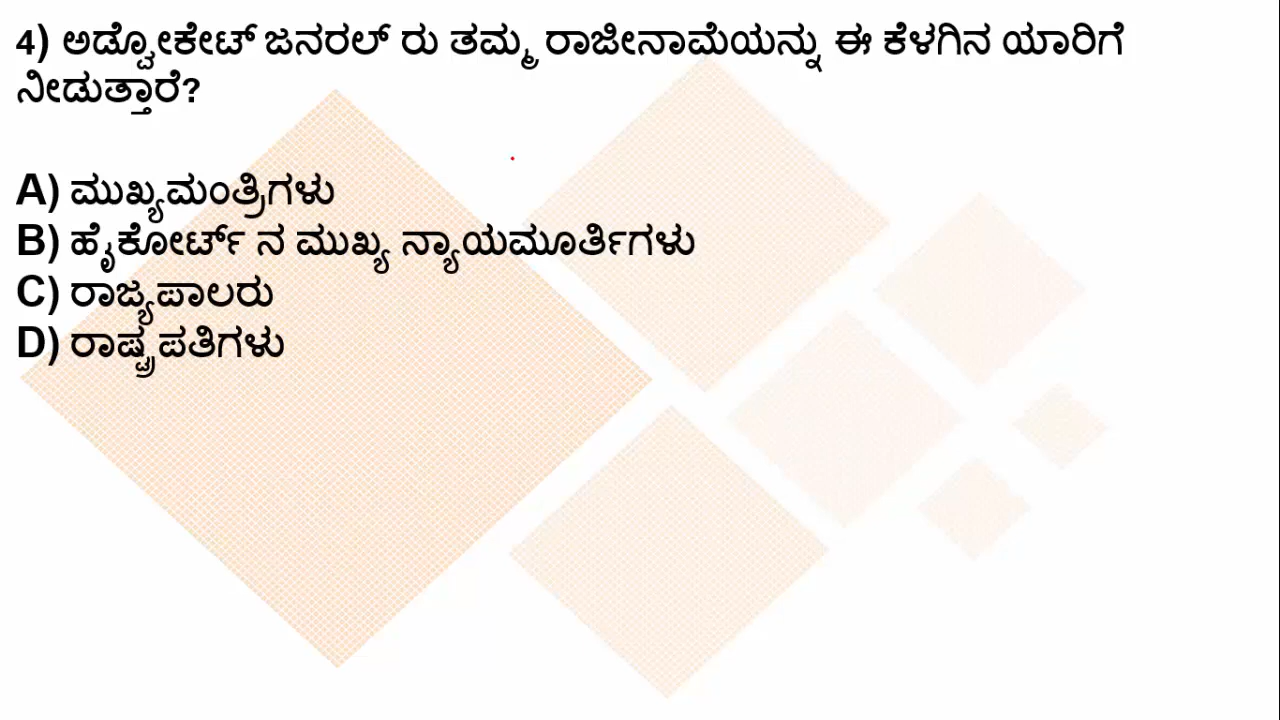 4) ಅಡ್ವೋಕೇಟ್ ಜನರಲ್ ರು ತಮ್ಮ ರಾಜೀನಾಮೆಯನ್ನು ಈ ಕೆಳಗಿನ ಯಾರಿಗೆ
ನೀಡುತ್ತಾರೆ?
A) ಮುಖ್ಯಮಂತ್ರಿಗಳು
B) ಹೈಕೋರ್ಟ್ ನ ಮುಖ್ಯ ನ್ಯಾಯಮೂರ್ತಿಗಳು
C) ರಾಜ್ಯಪಾಲರು
D) ರಾಷ್ಟ್ರಪತಿಗಳು